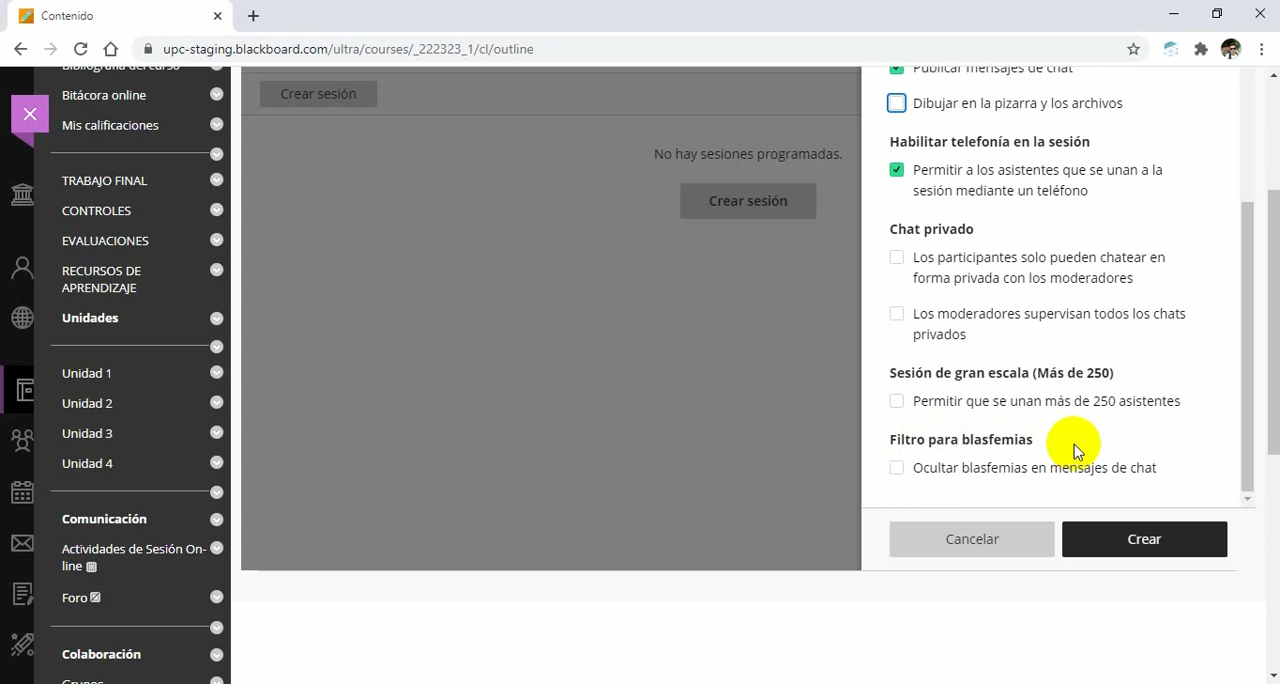 Contenido
upc-staging.blackboard.com/ultra/courses/_222323_1/cl/outline
Bibliografía del curso
Bitácora online
Mis calificaciones
TRABAJO FINAL
CONTROLES
EVALUACIONES
RECURSOS DE
APRENDIZAJE
Unidades
Unidad 1
Unidad 2
Unidad 3
Unidad 4
Comunicación
Actividades de Sesión On-
line
Foro
Colaboración
Grupos
Crear sesión
No hay sesiones programadas.
Crear sesión
Publicar mensajes de chat
Dibujar en la pizarra y los archivos
Habilitar telefonía en la sesión
Permitir a los asistentes que se unan a la
sesión mediante un teléfono
Chat privado
Los participantes solo pueden chatear en
forma privada con los moderadores
Los moderadores supervisan todos los chats
privados
Sesión de gran escala (Más de 250)
Permitir que se unan más de 250 asistentes
Filtro para blasfemias
Ocultar blasfemias en mensajes de chat
Cancelar
Crear